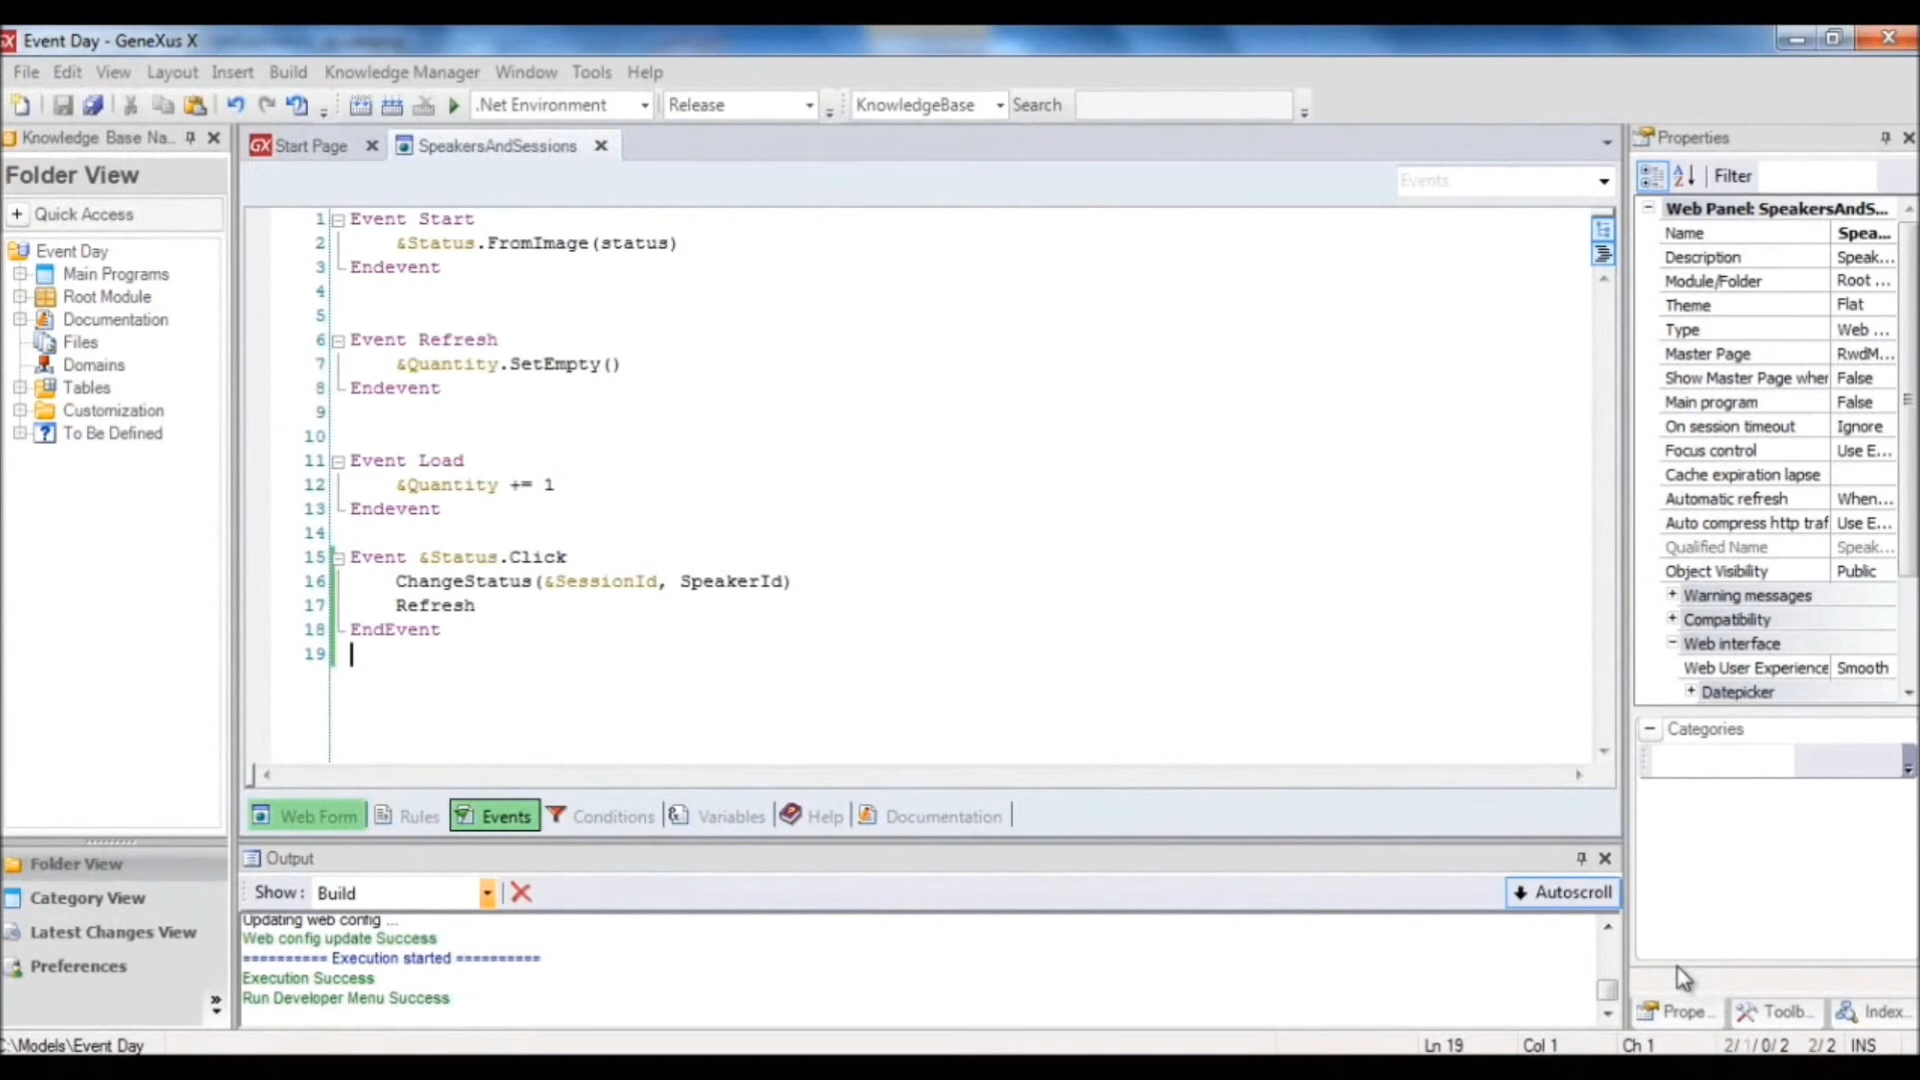 Event Day - GeneXus X
File Edit View Layout Insert Build Knowledge Manager Window Tools Help
.Net Environment Release KnowledgeBase Search
Knowledge Base Na...
Folder View
Quick Access
Event Day
Main Programs
Root Module
Documentation
Files
Domains
Tables
Customization
To Be Defined
Folder View
Category View
Latest Changes View
Preferences
Start Page SpeakersAndSessions
Events
1 Event Start
2 &Status.FromImage(status)
3 Endevent
4
5
6 Event Refresh
7 &Quantity.SetEmpty()
8 Endevent
9
10
11 Event Load
12 &Quantity += 1
13 Endevent
14
15 Event &Status.Click
16 ChangeStatus(&SessionId, SpeakerId)
17 Refresh
18 EndEvent
19
Web Form Rules Events Conditions Variables Help Documentation
Output
Show: Build Autoscroll
Updating web config ...
Web config update Success
========== Execution started ==========
Execution Success
Run Developer Menu Success
Properties
Filter
Web Panel: SpeakersAndS...
Name Spea...
Description Speak...
Module/Folder Root ...
Theme Flat
Type Web ...
Master Page RwdM...
Show Master Page wher False
Main program False
On session timeout Ignore
Focus control Use E...
Cache expiration lapse
Automatic refresh When...
Auto compress http traf Use E...
Qualified Name Speak...
Object Visibility Public
Warning messages
Compatibility
Web interface
Web User Experience Smooth
Datepicker
Categories
Prope... Toolb... Index...
C:\Models\Event Day Ln 19 Col 1 Ch 1 2/1/0/2 2/2 INS